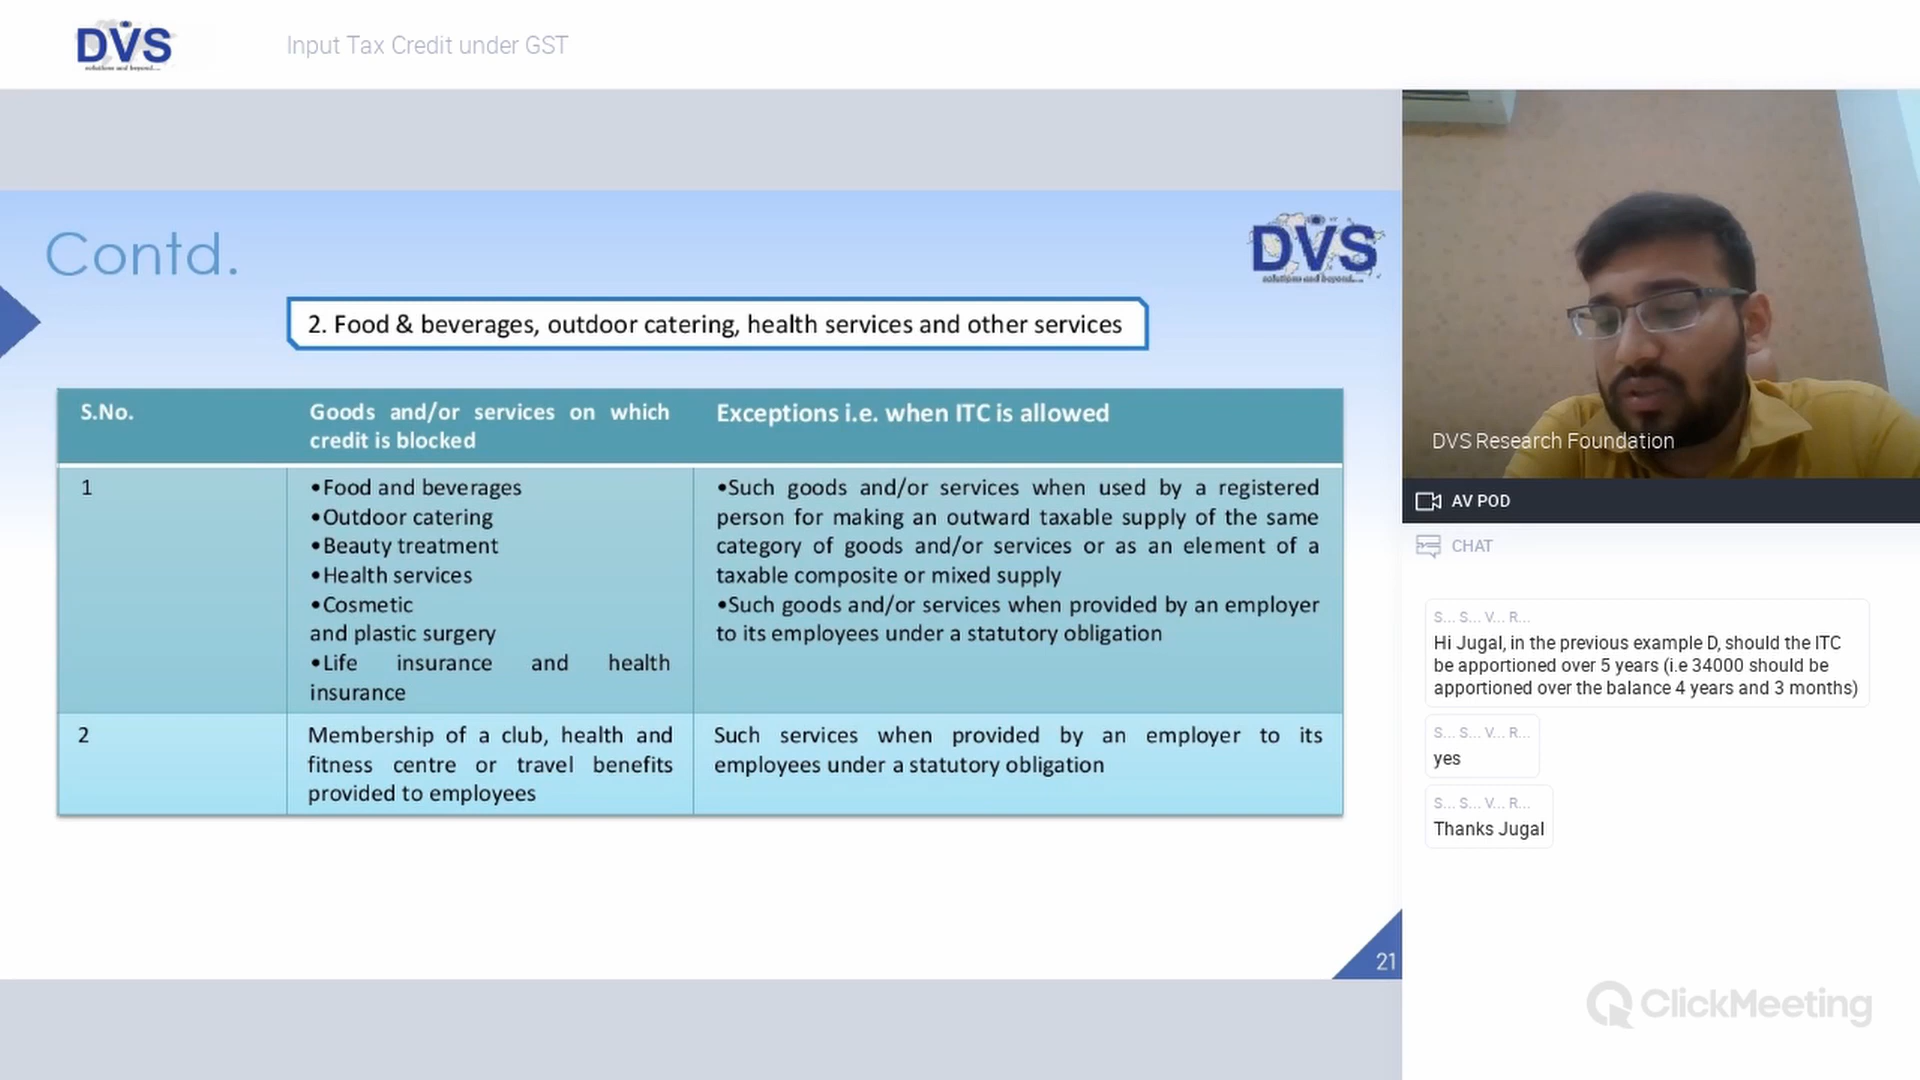 DVS
solutions and beyond....
Input Tax Credit under GST
Contd.
DVS
solutions and beyond....
2. Food & beverages, outdoor catering, health services and other services
S.No.
Goods and/or services on which
credit is blocked
Exceptions i.e. when ITC is allowed
1
•Food and beverages
•Outdoor catering
•Beauty treatment
•Health services
•Cosmetic
and plastic surgery
•Life insurance and health
insurance
•Such goods and/or services when used by a registered
person for making an outward taxable supply of the same
category of goods and/or services or as an element of a
taxable composite or mixed supply
•Such goods and/or services when provided by an employer
to its employees under a statutory obligation
2
Membership of a club, health and
fitness centre or travel benefits
provided to employees
Such services when provided by an employer to its
employees under a statutory obligation
21
DVS Research Foundation
AV POD
CHAT
S... S... V... R...
Hi Jugal, in the previous example D, should the ITC
be apportioned over 5 years (i.e 34000 should be
apportioned over the balance 4 years and 3 months)
S... S... V... R...
yes
S... S... V... R...
Thanks Jugal
ClickMeeting